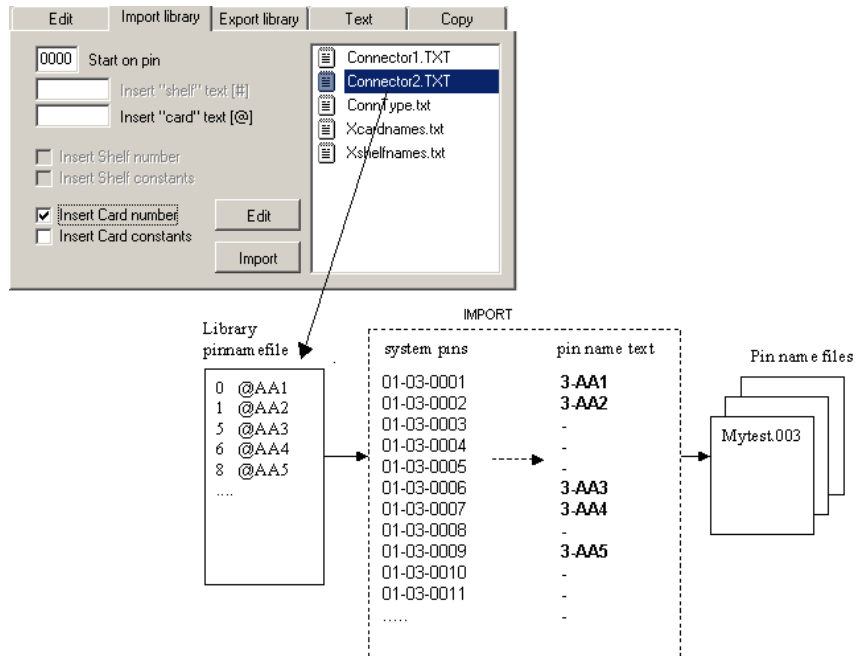 Edit Import library Export library Text Copy
0000 Start on pin
Insert "shelf" text [#]
Insert "card" text [@]
Insert Shelf number
Insert Shelf constants
Insert Card number
Insert Card constants
Edit
Import
Connector1.TXT
Connector2.TXT
ConnType.txt
Xcardnames.txt
Xshelfnames.txt
Library
pinnamefile
0 @AA1
1 @AA2
5 @AA3
6 @AA4
8 @AA5
....
IMPORT
system pins pin name text
01-03-0001 3-AA1
01-03-0002 3-AA2
01-03-0003 -
01-03-0004 -
01-03-0005 -
01-03-0006 3-AA3
01-03-0007 3-AA4
01-03-0008 -
01-03-0009 3-AA5
01-03-0010 -
01-03-0011 -
..... -
Pin name files
Mytest.003